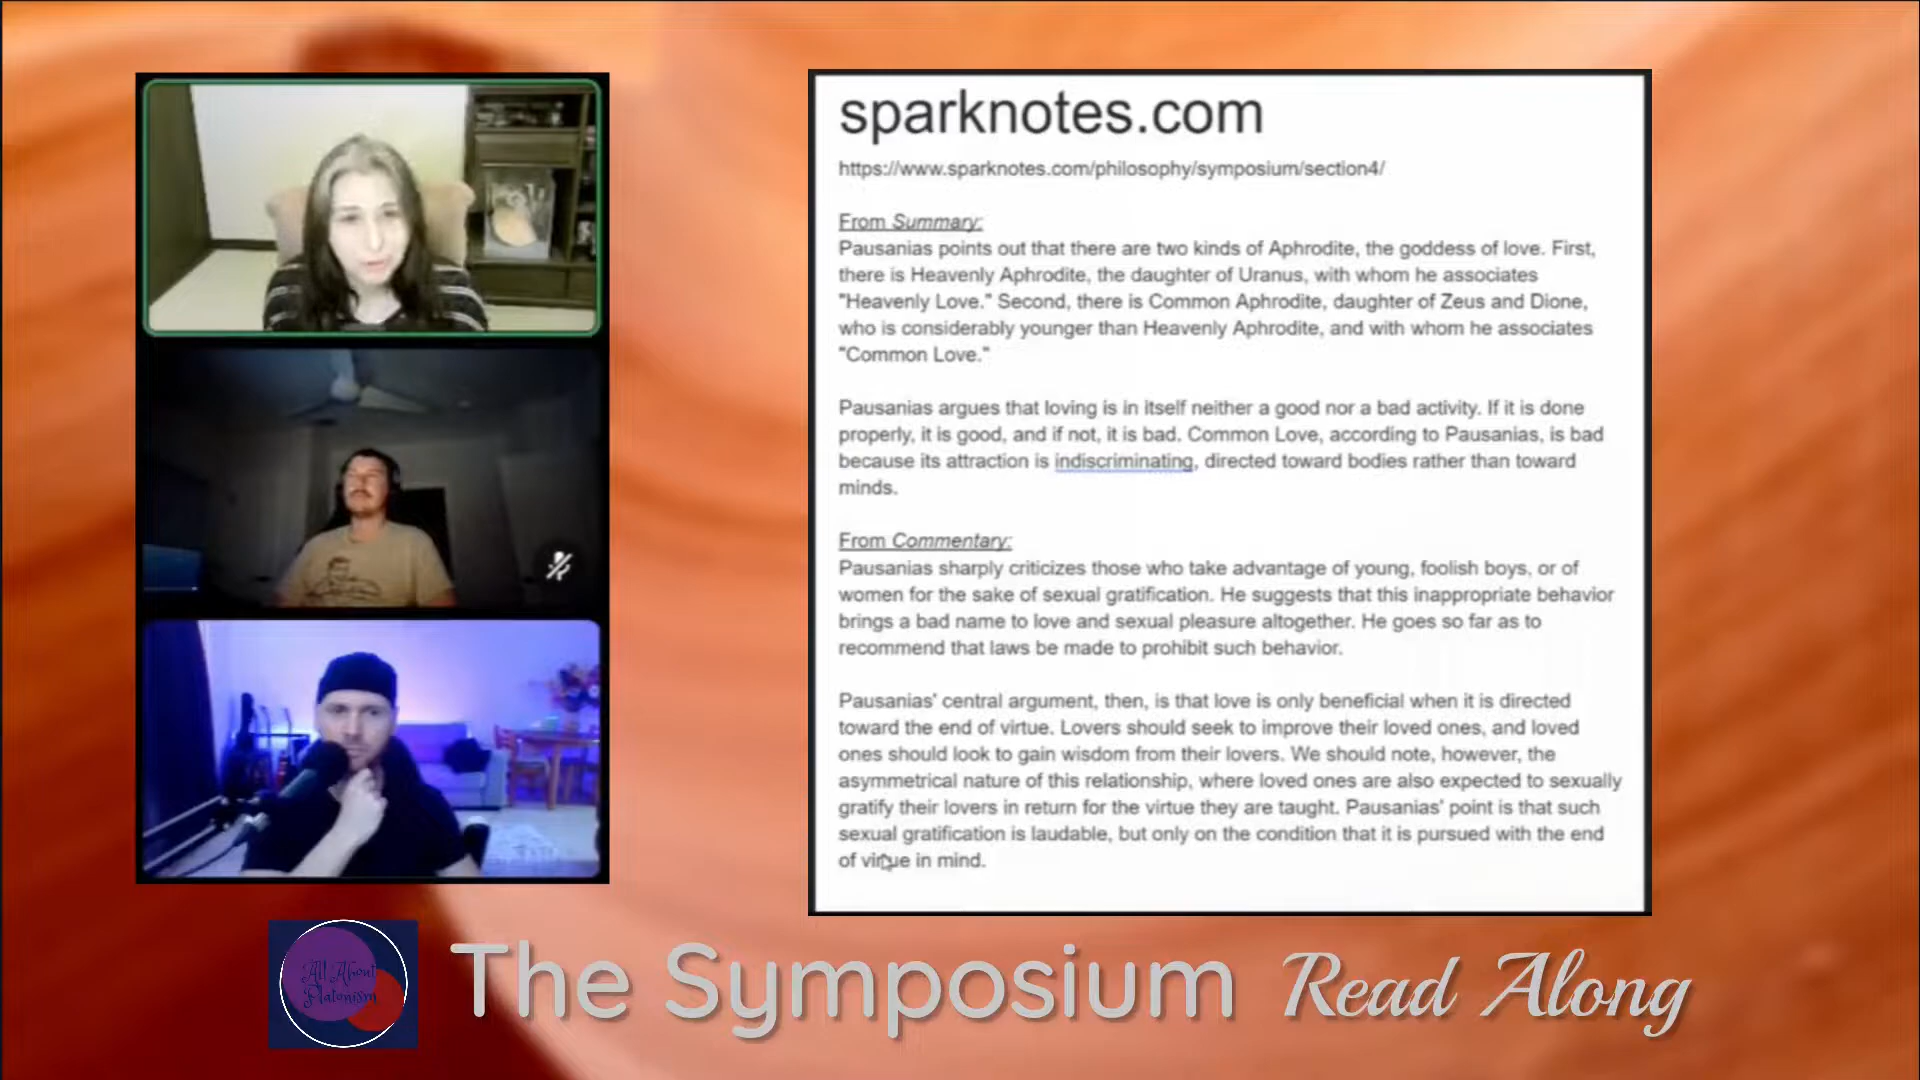 sparknotes.com
https://www.sparknotes.com/philosophy/symposium/section4/
From Summary:
Pausanias points out that there are two kinds of Aphrodite, the goddess of love. First,
there is Heavenly Aphrodite, the daughter of Uranus, with whom he associates
"Heavenly Love." Second, there is Common Aphrodite, daughter of Zeus and Dione,
who is considerably younger than Heavenly Aphrodite, and with whom he associates
"Common Love."
Pausanias argues that loving is in itself neither a good nor a bad activity. If it is done
properly, it is good, and if not, it is bad. Common Love, according to Pausanias, is bad
because its attraction is indiscriminating, directed toward bodies rather than toward
minds.
From Commentary:
Pausanias sharply criticizes those who take advantage of young, foolish boys, or of
women for the sake of sexual gratification. He suggests that this inappropriate behavior
brings a bad name to love and sexual pleasure altogether. He goes so far as to
recommend that laws be made to prohibit such behavior.
Pausanias' central argument, then, is that love is only beneficial when it is directed
toward the end of virtue. Lovers should seek to improve their loved ones, and loved
ones should look to gain wisdom from their lovers. We should note, however, the
asymmetrical nature of this relationship, where loved ones are also expected to sexually
gratify their lovers in return for the virtue they are taught. Pausanias' point is that such
sexual gratification is laudable, but only on the condition that it is pursued with the end
of virtue in mind.
All About
Platonism
The Symposium Read Along